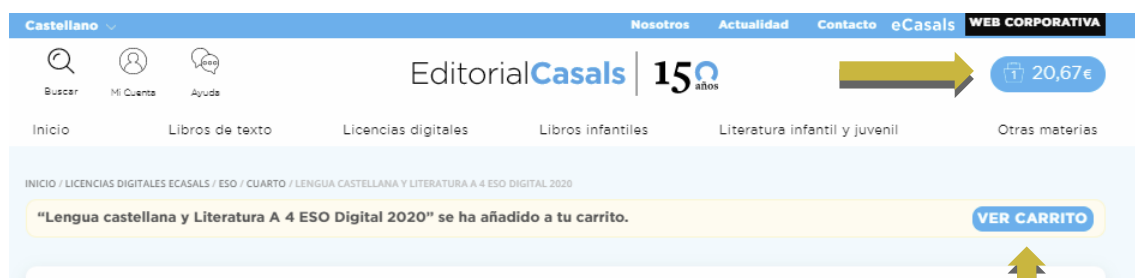 Castellano
Nosotros Actualidad Contacto eCasals WEB CORPORATIVA
Buscar Mi Cuenta Ayuda
EditorialCasals 150 años
1 20,67€
Inicio Libros de texto Licencias digitales Libros infantiles Literatura infantil y juvenil Otras materias
INICIO / LICENCIAS DIGITALES ECASALS / ESO / CUARTO / LENGUA CASTELLANA Y LITERATURA A 4 ESO DIGITAL 2020
“Lengua castellana y Literatura A 4 ESO Digital 2020” se ha añadido a tu carrito. VER CARRITO